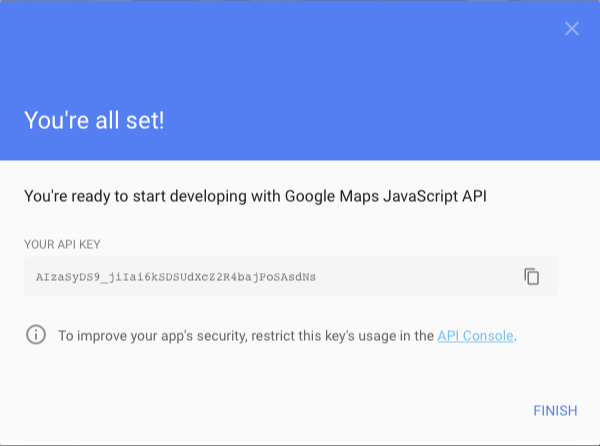 You're all set!
You're ready to start developing with Google Maps JavaScript API
YOUR API KEY
AIzaSyDS9_jiIai6kSDSUdXcZ2R4bajPoSAsdNs
To improve your app's security, restrict this key's usage in the API Console.
FINISH